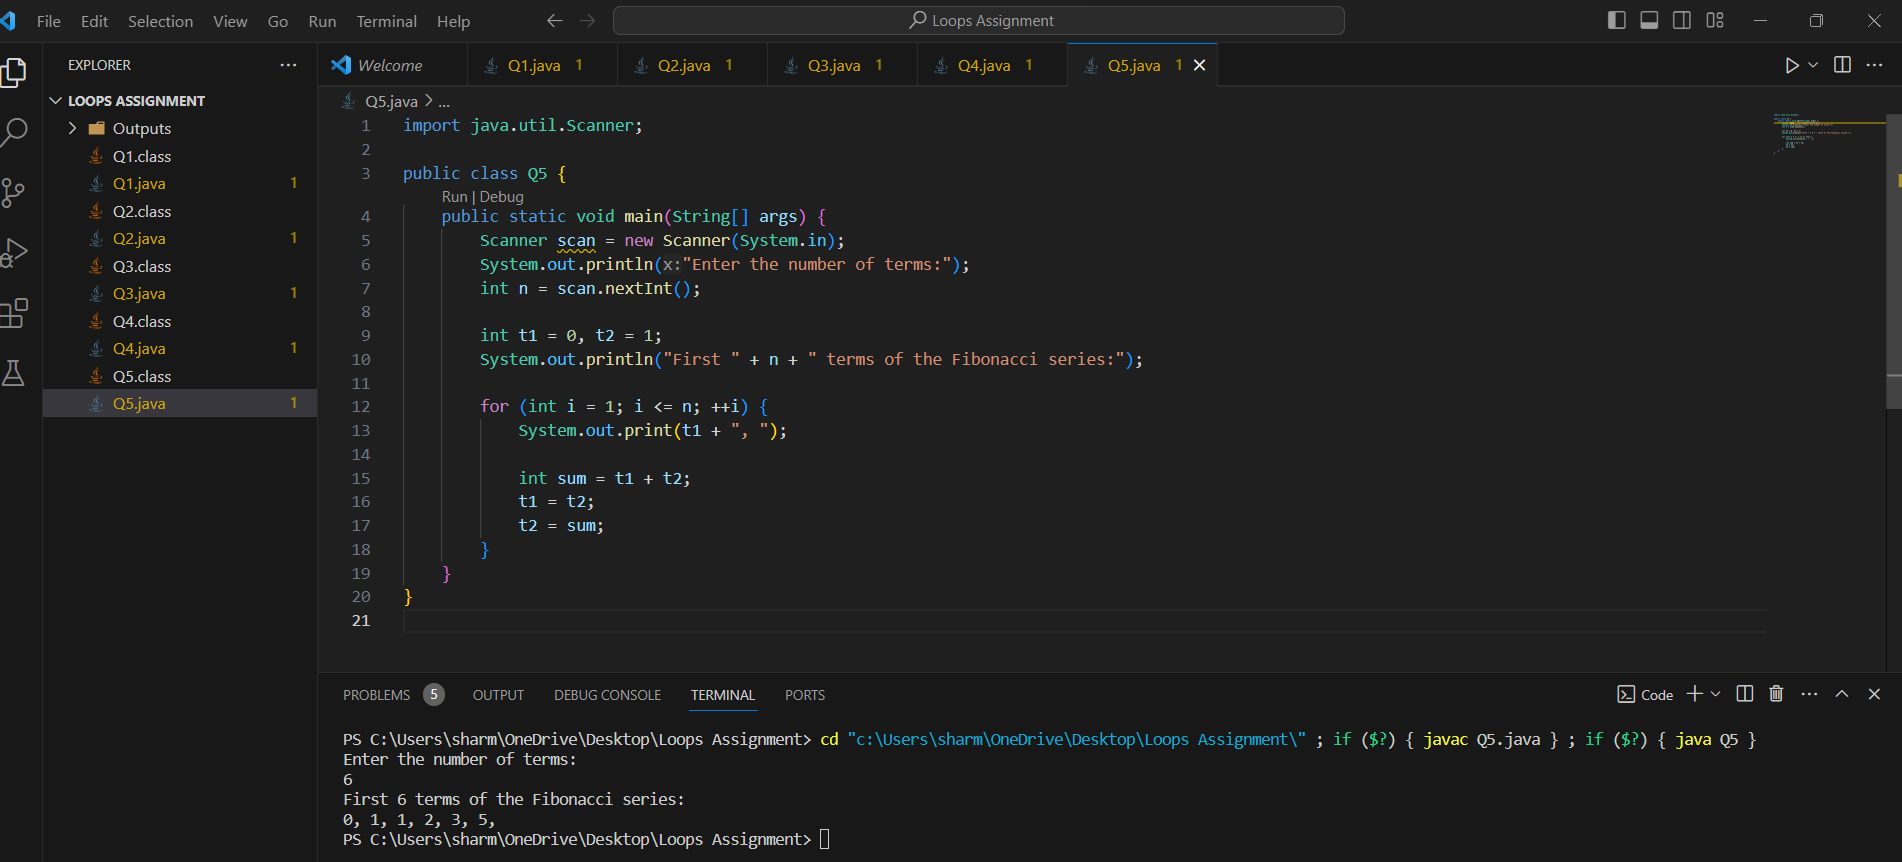 File Edit Selection View Go Run Terminal Help
Loops Assignment
EXPLORER
LOOPS ASSIGNMENT
Outputs
Q1.class
Q1.java 1
Q2.class
Q2.java 1
Q3.class
Q3.java 1
Q4.class
Q4.java 1
Q5.class
Q5.java 1
Welcome Q1.java 1 Q2.java 1 Q3.java 1 Q4.java 1 Q5.java 1
Q5.java > ...
1 import java.util.Scanner;
2
3 public class Q5 {
Run | Debug
4 public static void main(String[] args) {
5 Scanner scan = new Scanner(System.in);
6 System.out.println(x:"Enter the number of terms:");
7 int n = scan.nextInt();
8
9 int t1 = 0, t2 = 1;
10 System.out.println("First " + n + " terms of the Fibonacci series:");
11
12 for (int i = 1; i <= n; ++i) {
13 System.out.print(t1 + ", ");
14
15 int sum = t1 + t2;
16 t1 = t2;
17 t2 = sum;
18 }
19 }
20 }
21
PROBLEMS 5 OUTPUT DEBUG CONSOLE TERMINAL PORTS
Code
PS C:\Users\sharm\OneDrive\Desktop\Loops Assignment> cd "c:\Users\sharm\OneDrive\Desktop\Loops Assignment\" ; if ($?) { javac Q5.java } ; if ($?) { java Q5 }
Enter the number of terms:
6
First 6 terms of the Fibonacci series:
0, 1, 1, 2, 3, 5,
PS C:\Users\sharm\OneDrive\Desktop\Loops Assignment>